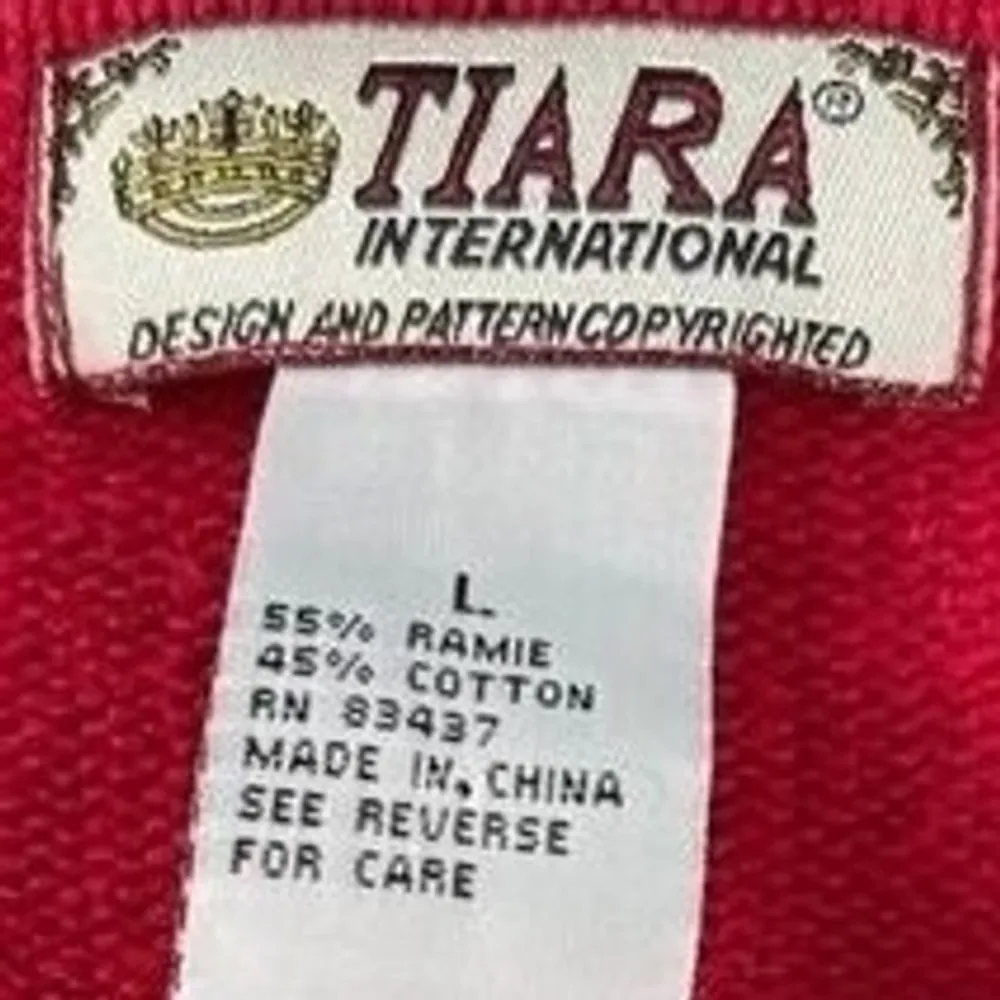 TIARA®
INTERNATIONAL
DESIGN AND PATTERN COPYRIGHTED
L
55% RAMIE
45% COTTON
RN 83437
MADE IN CHINA
SEE REVERSE
FOR CARE